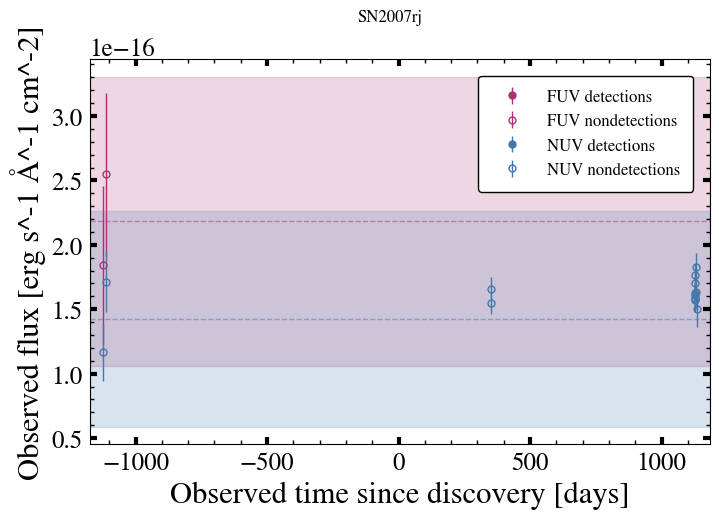 SN2007rj
1e−16
Observed flux [erg s^-1 Å^-1 cm^-2]
3.0
2.5
2.0
1.5
1.0
0.5
FUV detections
FUV nondetections
NUV detections
NUV nondetections
−1000
−500
0
500
1000
Observed time since discovery [days]